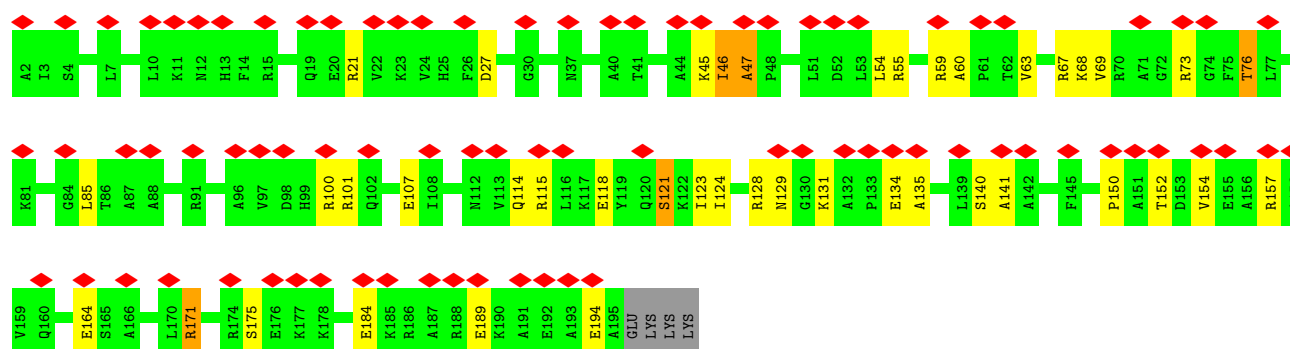 A2 I3 S4 L7 L10 K11 N12 H13 F14 R15 Q19 E20 R21 V22 K23 V24 H25 F26 D27 G30 N37 A40 T41 A44 K45 I46 A47 P48 L51 D52 L53 L54 R55 R59 A60 P61 T62 V63 R67 K68 V69 R70 A71 G72 R73 G74 F75 T76 L77
K81 G84 L85 T86 A87 A88 R91 A96 V97 D98 H99 R100 R101 Q102 E107 I108 N112 V113 Q114 R115 L116 K117 E118 Y119 Q120 S121 K122 I123 I124 R128 N129 G130 K131 A132 P133 E134 A135 L139 S140 A141 A142 F145 P150 A151 T152 D153 V154 E155 A156 R157
V159 Q160 E164 S165 A166 L170 R171 R174 S175 E176 K177 K178 E184 K185 R186 A187 R188 E189 K190 A191 E192 A193 E194 A195 GLU LYS LYS LYS